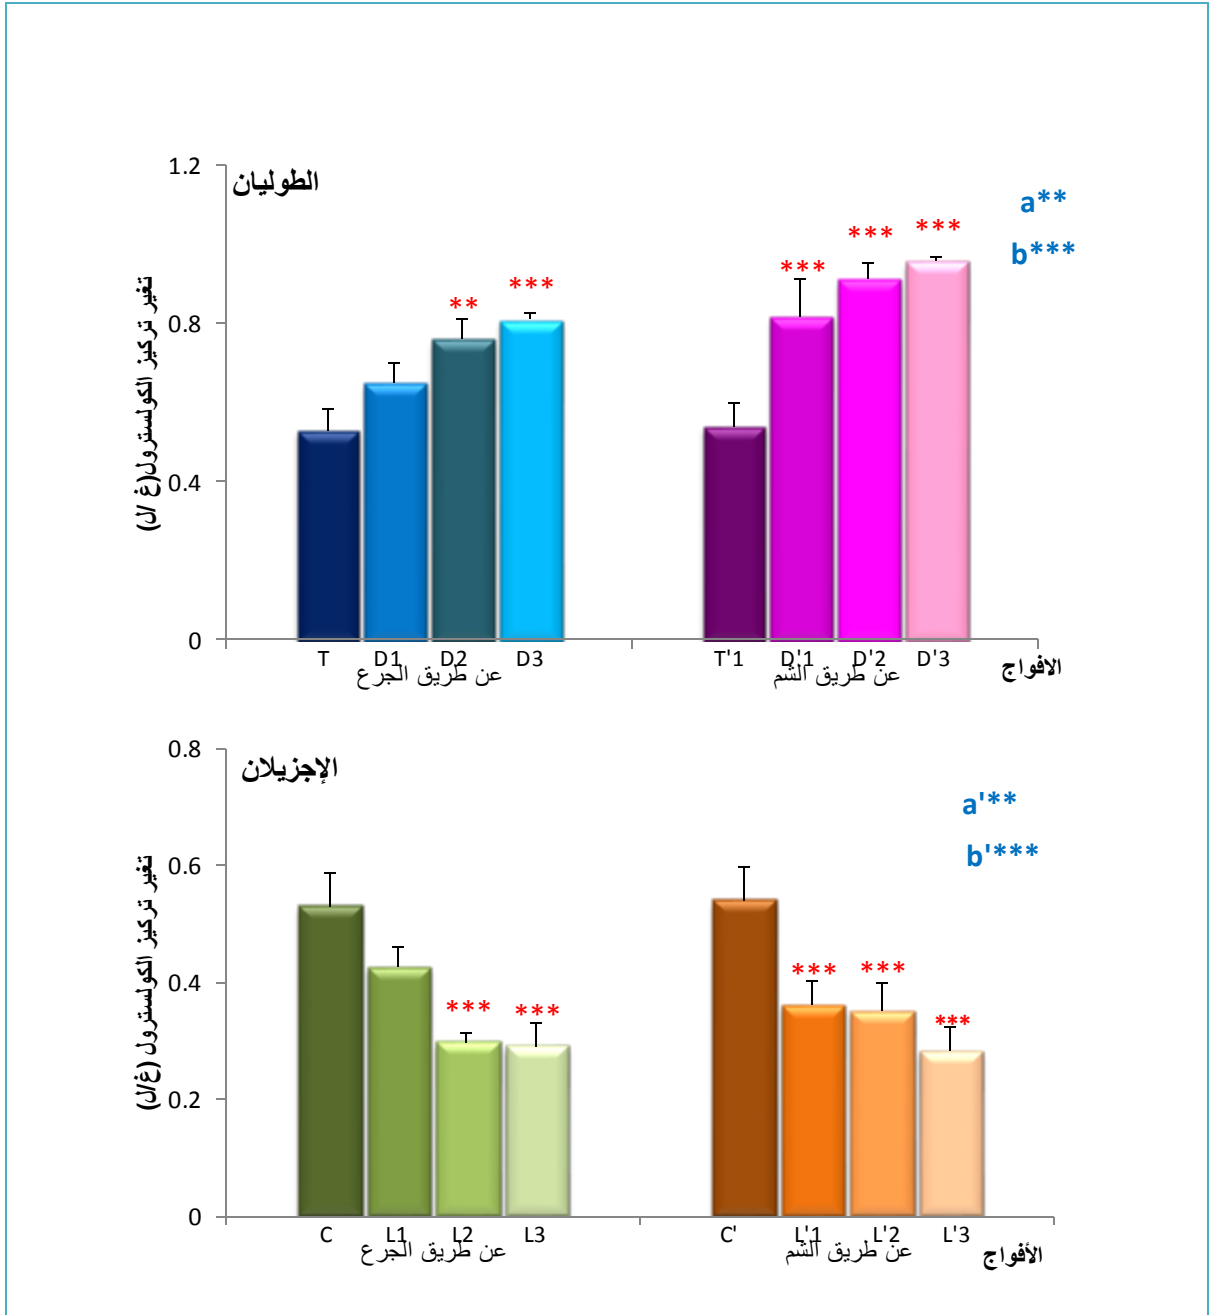 الطوليان
a**
b***
تغير تركيز الكولسترول(غ /ل)
1.2
0.8
0.4
0
**
***
***
***
***
T D1 D2 D3 T'1 D'1 D'2 D'3
عن طريق الجرع عن طريق الشم الافواج
الإجزيلان
a'**
b'***
تغير تركيز الكولسترول (غ/ل)
0.8
0.6
0.4
0.2
0
***
***
***
***
***
C L1 L2 L3 C' L'1 L'2 L'3
عن طريق الجرع عن طريق الشم الأفواج